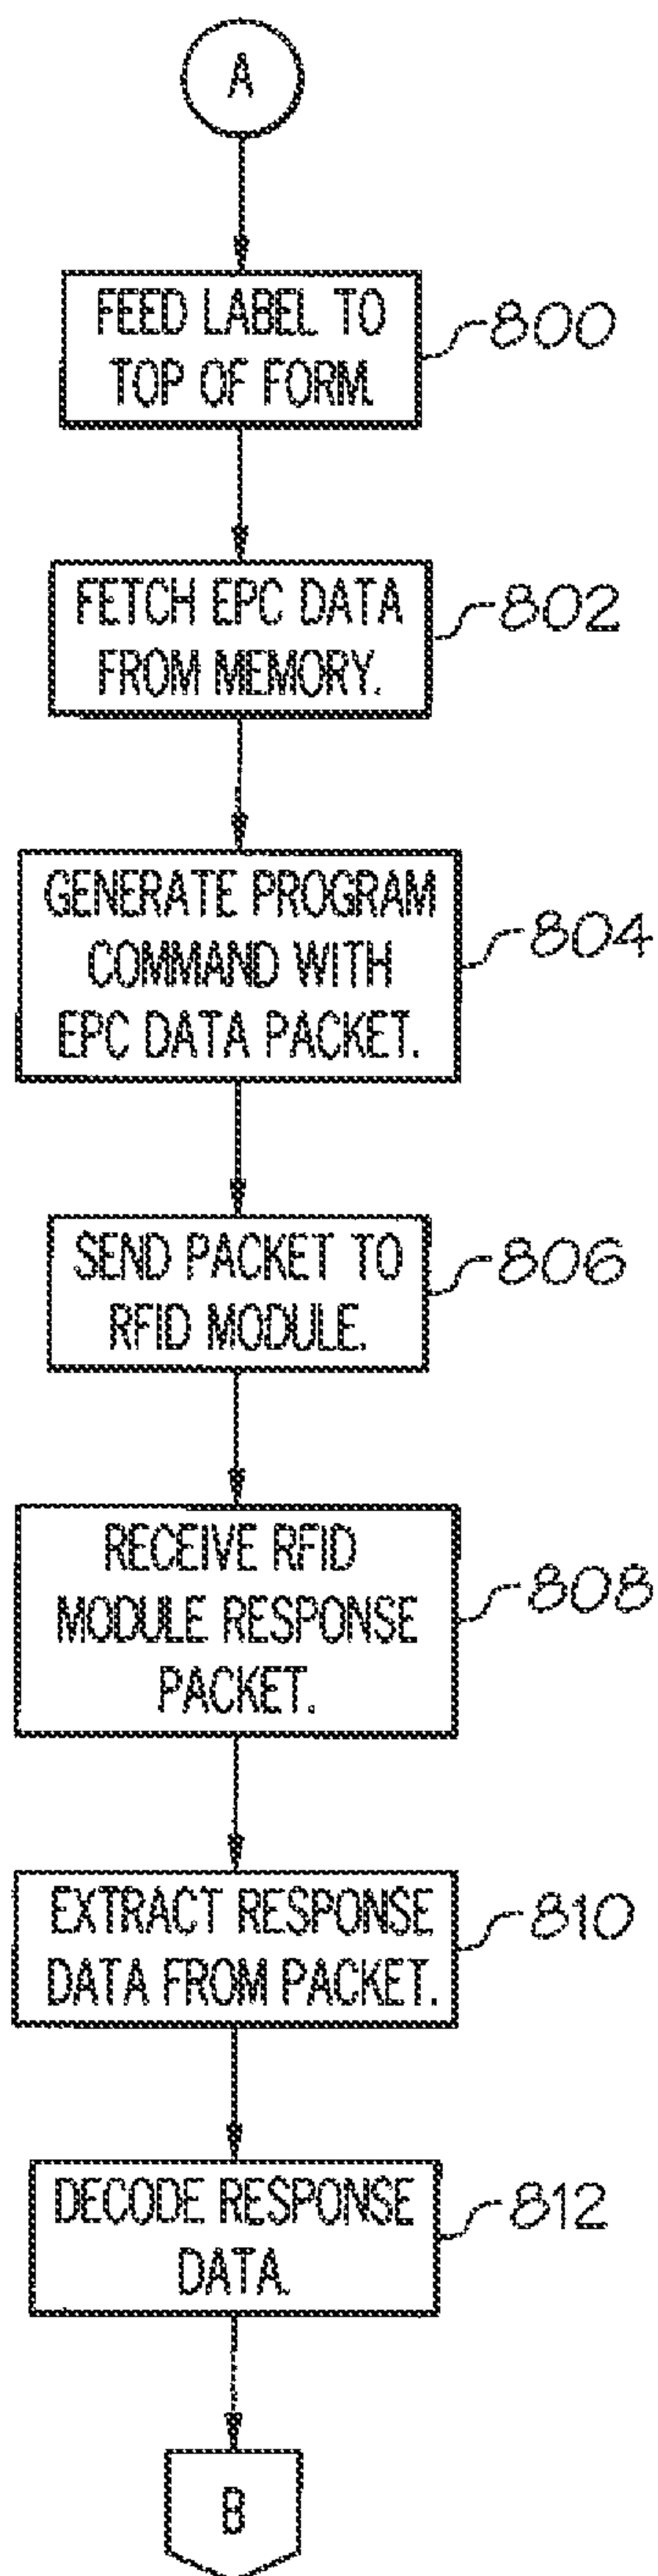 A
FEED LABEL TO
TOP OF FORM.
800
FETCH EPC DATA
FROM MEMORY.
802
GENERATE PROGRAM
COMMAND WITH
EPC DATA PACKET.
804
SEND PACKET TO
RFID MODULE.
806
RECEIVE RFID
MODULE RESPONSE
PACKET.
808
EXTRACT RESPONSE
DATA FROM PACKET.
810
DECODE RESPONSE
DATA.
812
B